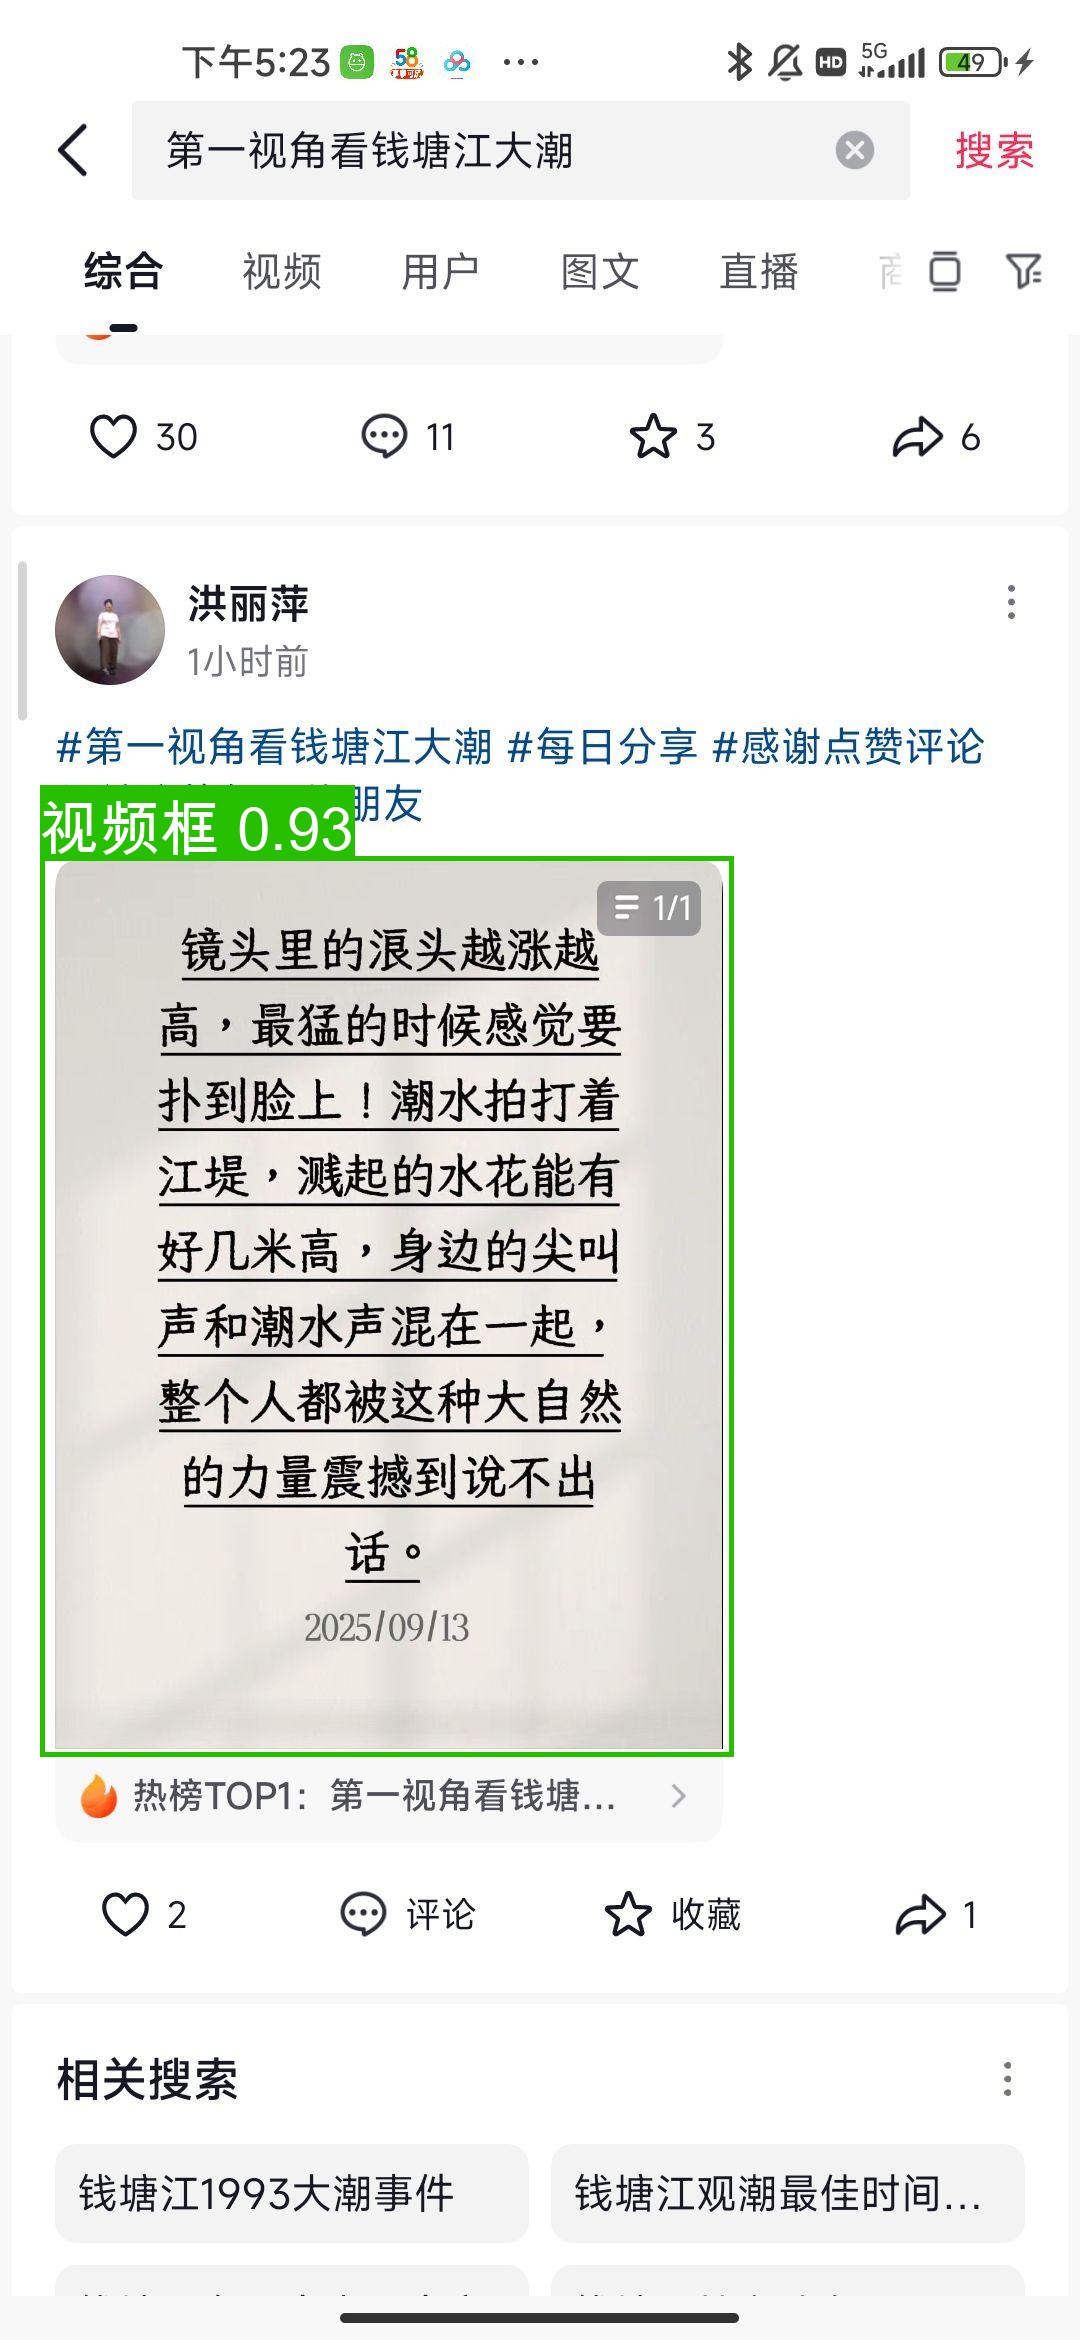 下午5:23 58 ... HD 5G 49
第一视角看钱塘江大潮 搜索
综合 视频 用户 图文 直播
30 11 3 6
洪丽萍
1小时前
#第一视角看钱塘江大潮 #每日分享 #感谢点赞评论
朋友
视频框 0.93
1/1
镜头里的浪头越涨越
高，最猛的时候感觉要
扑到脸上！潮水拍打着
江堤，溅起的水花能有
好几米高，身边的尖叫
声和潮水声混在一起，
整个人都被这种大自然
的力量震撼到说不出
话。
2025/09/13
热榜TOP1：第一视角看钱塘...
2 评论 收藏 1
相关搜索
钱塘江1993大潮事件 钱塘江观潮最佳时间...